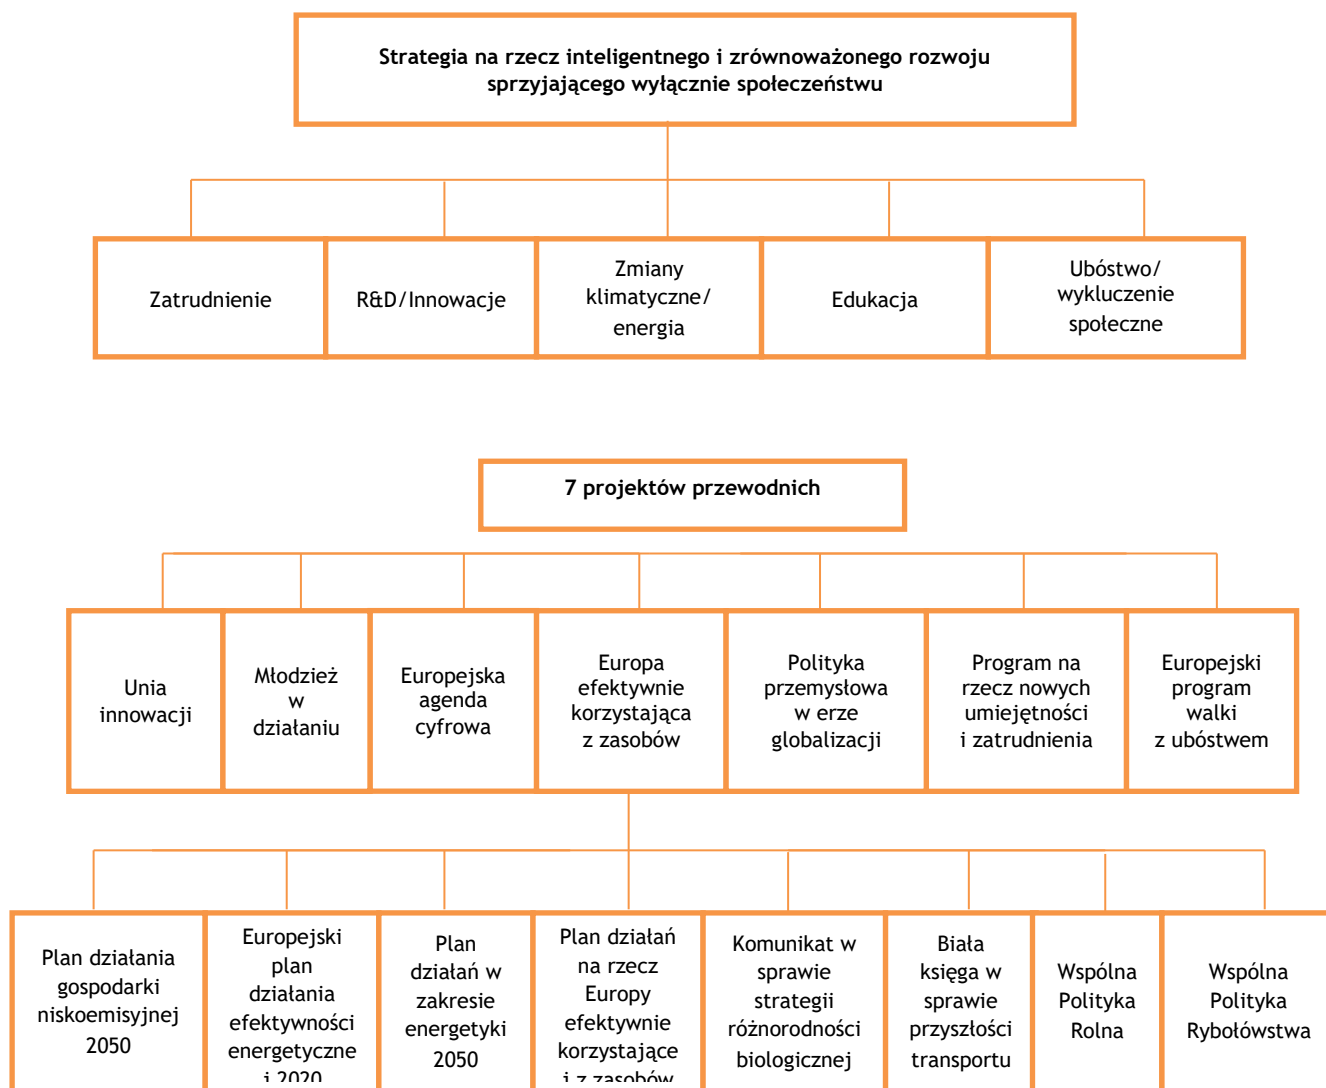 Strategia na rzecz inteligentnego i zrównoważonego rozwoju
sprzyjającego wyłącznie społeczeństwu
Zatrudnienie
R&D/Innowacje
Zmiany
klimatyczne/
energia
Edukacja
Ubóstwo/
wykluczenie
społeczne
7 projektów przewodnich
Unia
innowacji
Młodzież
w
działaniu
Europejska
agenda
cyfrowa
Europa
efektywnie
korzystająca
z zasobów
Polityka
przemysłowa
w erze
globalizacji
Program na
rzecz nowych
umiejętności
i zatrudnienia
Europejski
program
walki
z ubóstwem
Plan działania
gospodarki
niskoemisyjnej
2050
Europejski
plan
działania
efektywności
energetyczne
j 2020
Plan
działań w
zakresie
energetyki
2050
Plan działań
na rzecz
Europy
efektywnie
korzystające
j z zasobów
Komunikat w
sprawie
strategii
różnorodności
biologicznej
Biała
księga w
sprawie
przyszłości
transportu
Wspólna
Polityka
Rolna
Wspólna
Polityka
Rybołówstwa